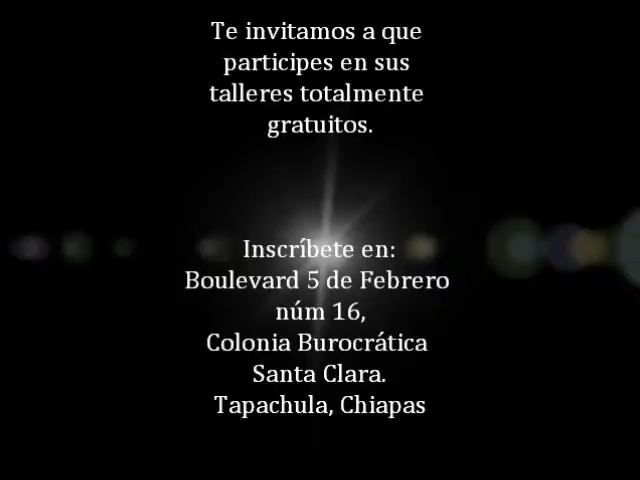 Te invitamos a que
participes en sus
talleres totalmente
gratuitos.
Inscríbete en:
Boulevard 5 de Febrero
núm 16,
Colonia Burocrática
Santa Clara.
Tapachula, Chiapas